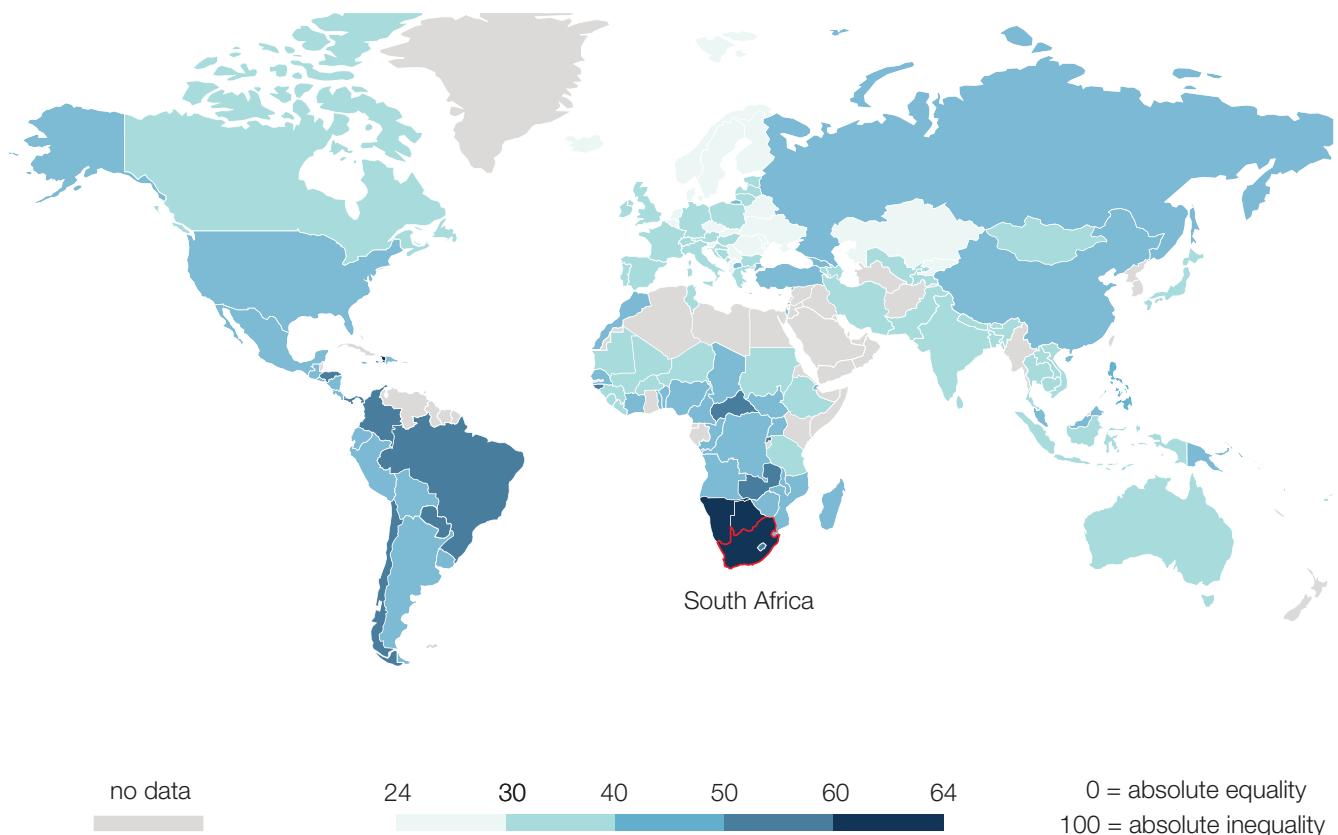 South Africa
no data
24 30 40 50 60 64
0 = absolute equality
100 = absolute inequality